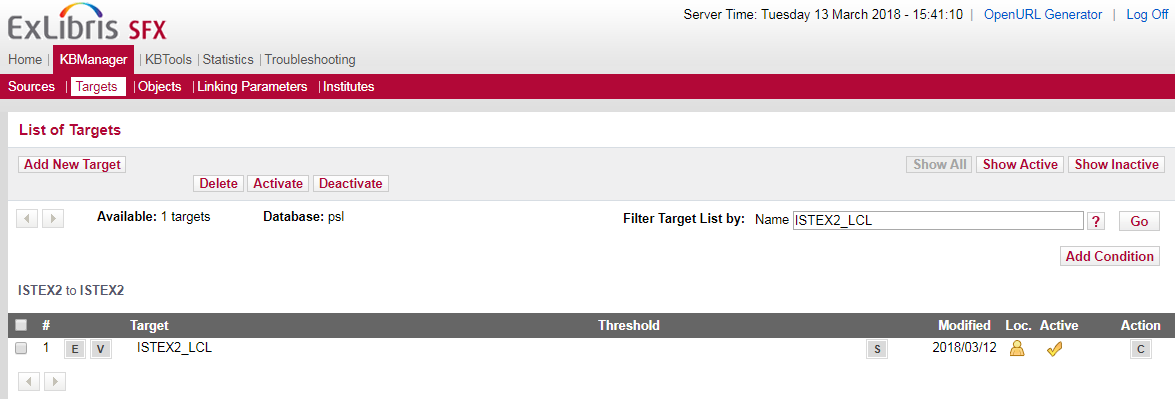 ExLibris SFX
Server Time: Tuesday 13 March 2018 - 15:41:10 | OpenURL Generator | Log Off
Home | KBManager | KBTools | Statistics | Troubleshooting
Sources | Targets | Objects | Linking Parameters | Institutes
List of Targets
Add New Target Show All Show Active Show Inactive
Delete Activate Deactivate
Available: 1 targets Database: psl Filter Target List by: Name ISTEX2_LCL ? Go
Add Condition
ISTEX2 to ISTEX2
# Target Threshold Modified Loc. Active Action
1 E V ISTEX2_LCL S 2018/03/12 C